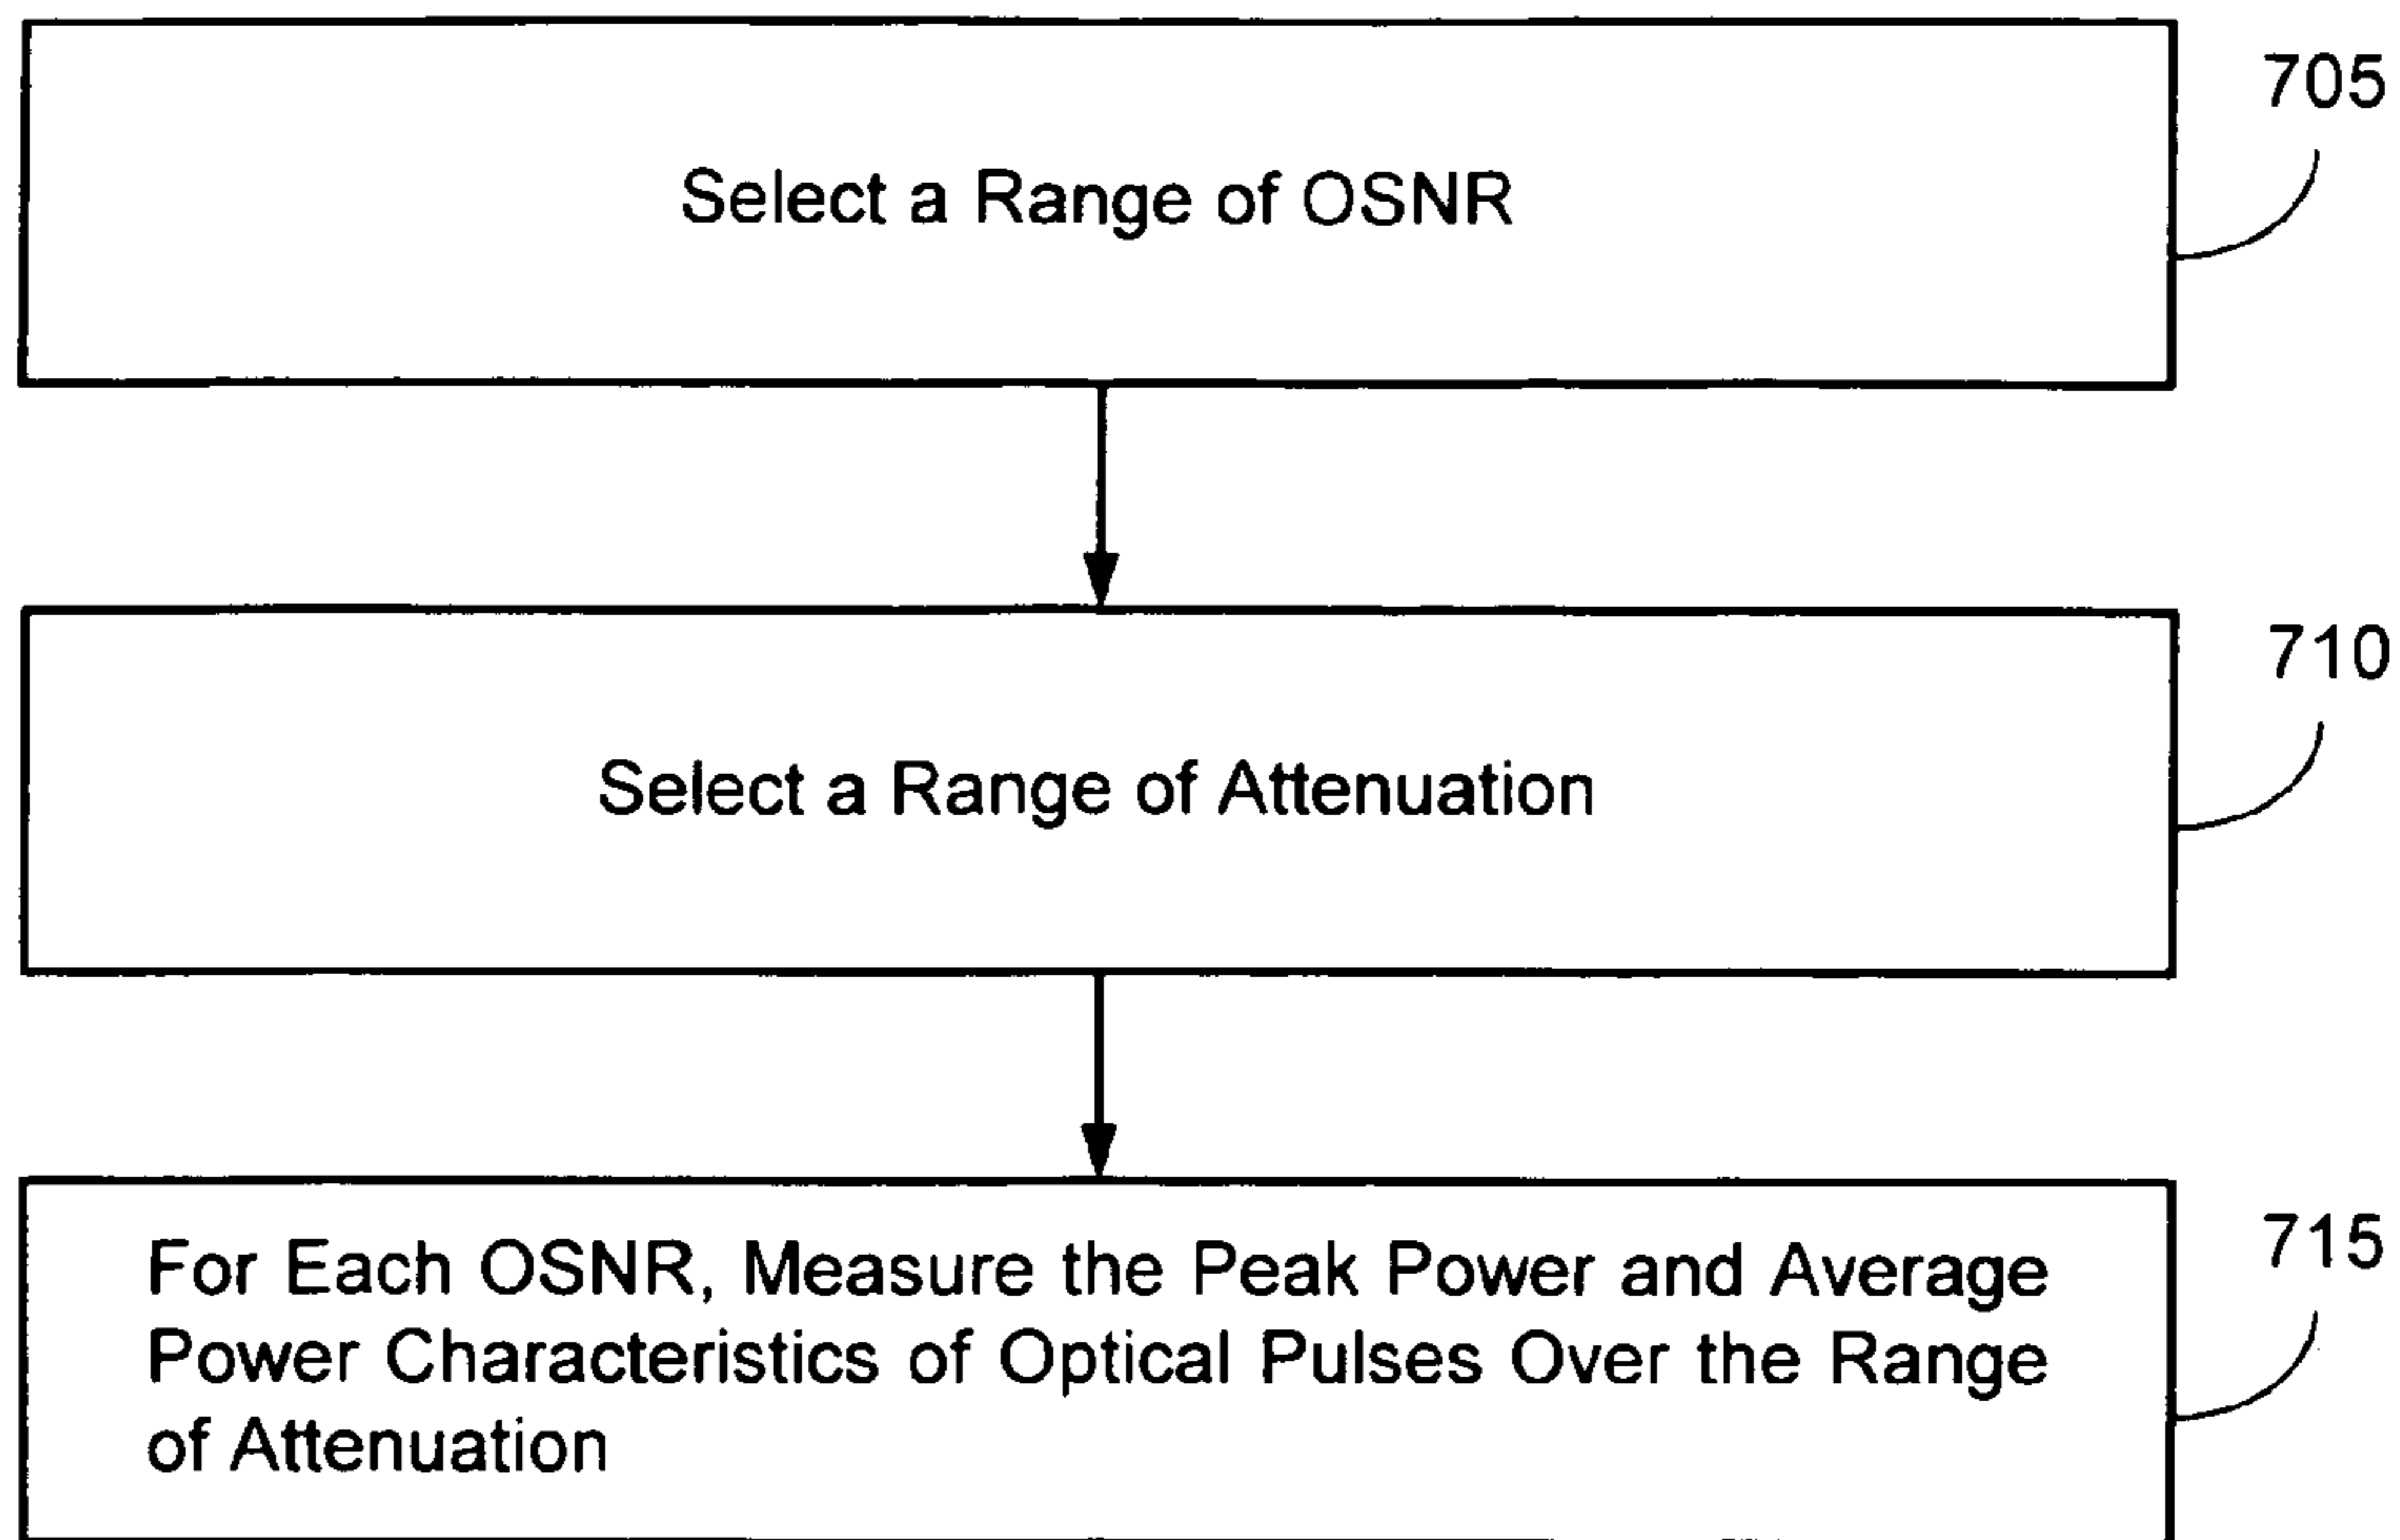 705
Select a Range of OSNR
710
Select a Range of Attenuation
715
For Each OSNR, Measure the Peak Power and Average
Power Characteristics of Optical Pulses Over the Range
of Attenuation